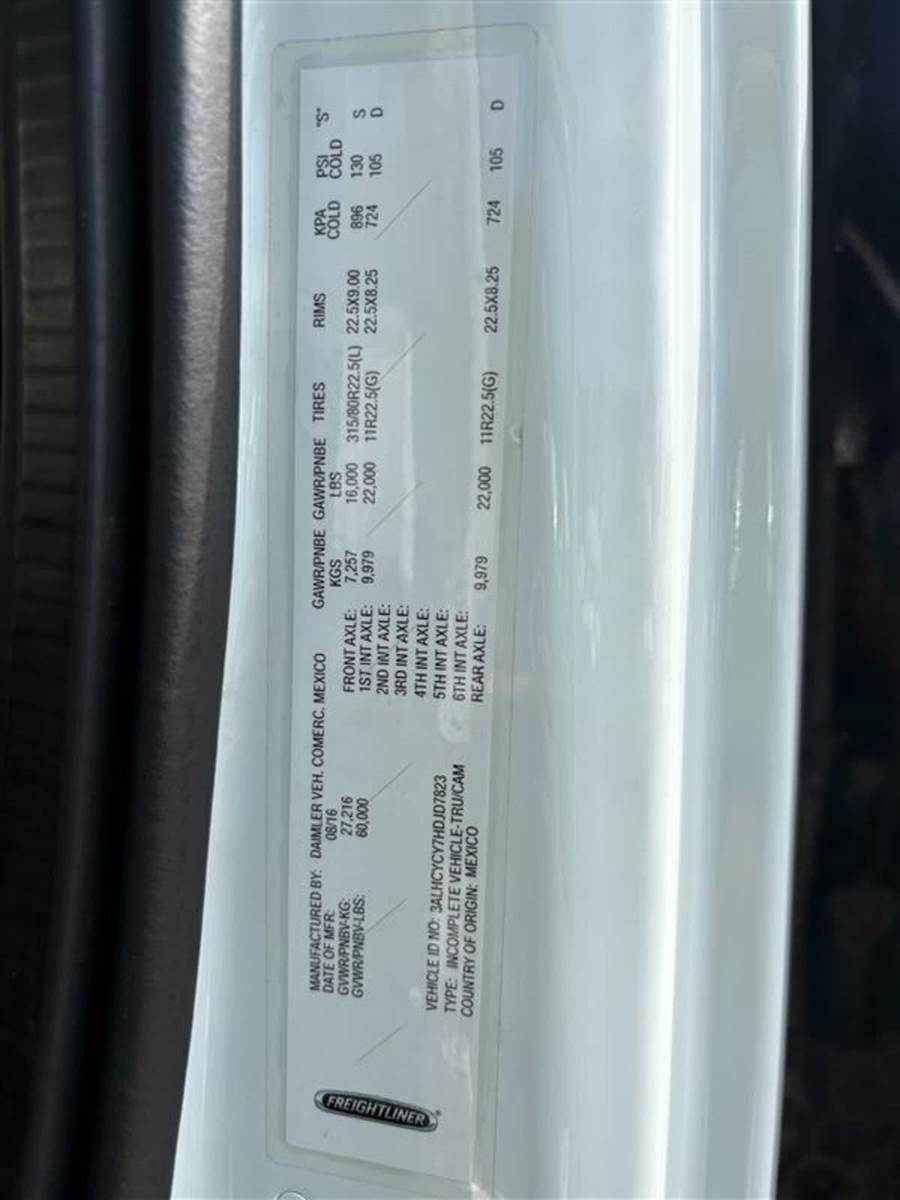 FREIGHTLINER
MANUFACTURED BY: DAIMLER VEH. COMERC. MEXICO
DATE OF MFR: 08/16
GVWR/PNBV-KG: 27,216
GVWR/PNBV-LBS: 60,000
VEHICLE ID NO: 3ALHCYCY7HDJD7823
TYPE: INCOMPLETE VEHICLE-TRU/CAM
COUNTRY OF ORIGIN: MEXICO
GAWR/PNBE GAWR/PNBE TIRES RIMS KPA PSI "S"
KGS LBS COLD COLD
FRONT AXLE: 7,257 16,000 315/80R22.5(L) 22.5X9.00 896 130 S
1ST INT AXLE: 9,979 22,000 11R22.5(G) 22.5X8.25 724 105 D
2ND INT AXLE:
3RD INT AXLE:
4TH INT AXLE:
5TH INT AXLE:
6TH INT AXLE:
REAR AXLE: 9,979 22,000 11R22.5(G) 22.5X8.25 724 105 D